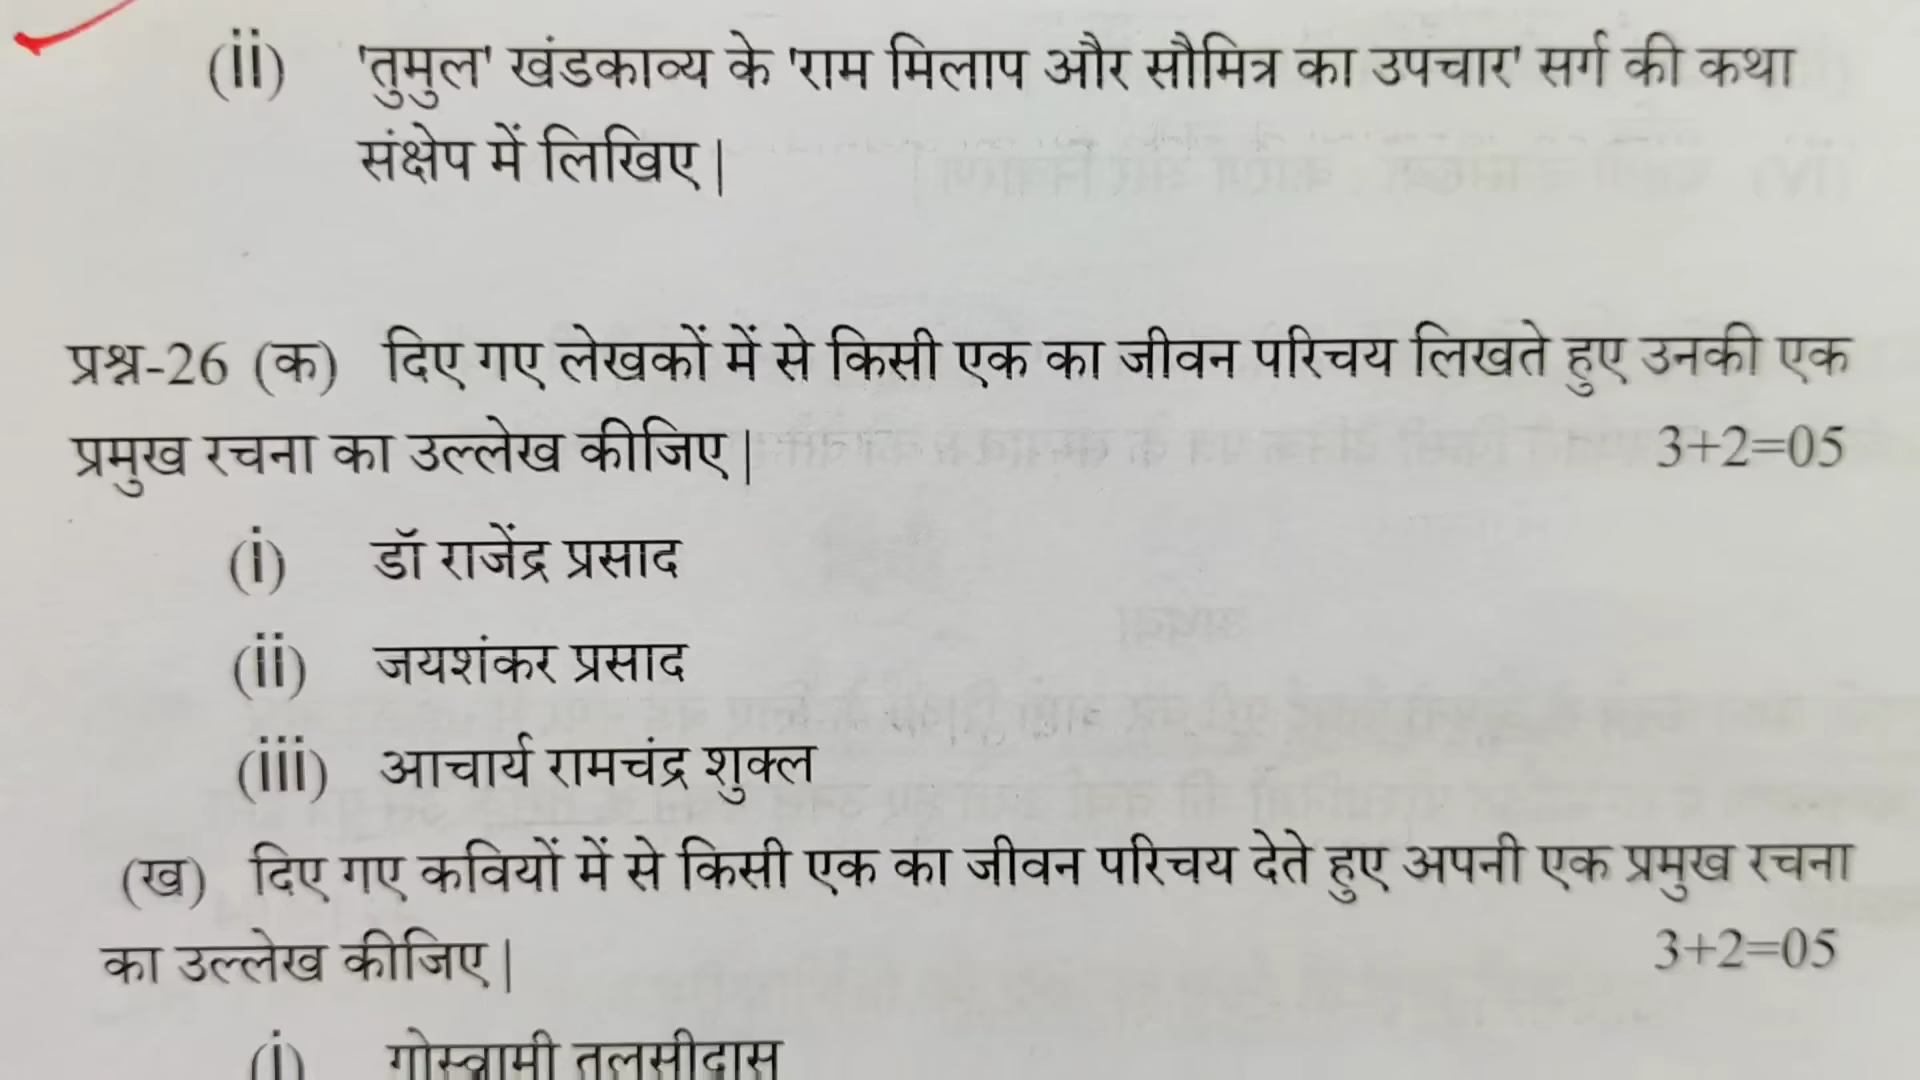 (ii) 'तुमुल' खंडकाव्य के 'राम मिलाप और सौमित्र का उपचार' सर्ग की कथा
संक्षेप में लिखिए|
प्रश्न-26 (क) दिए गए लेखकों में से किसी एक का जीवन परिचय लिखते हुए उनकी एक
प्रमुख रचना का उल्लेख कीजिए| 3+2=05
(i) डॉ राजेंद्र प्रसाद
(ii) जयशंकर प्रसाद
(iii) आचार्य रामचंद्र शुक्ल
(ख) दिए गए कवियों में से किसी एक का जीवन परिचय देते हुए अपनी एक प्रमुख रचना
का उल्लेख कीजिए| 3+2=05
(i) गोस्वामी तुलसीदास